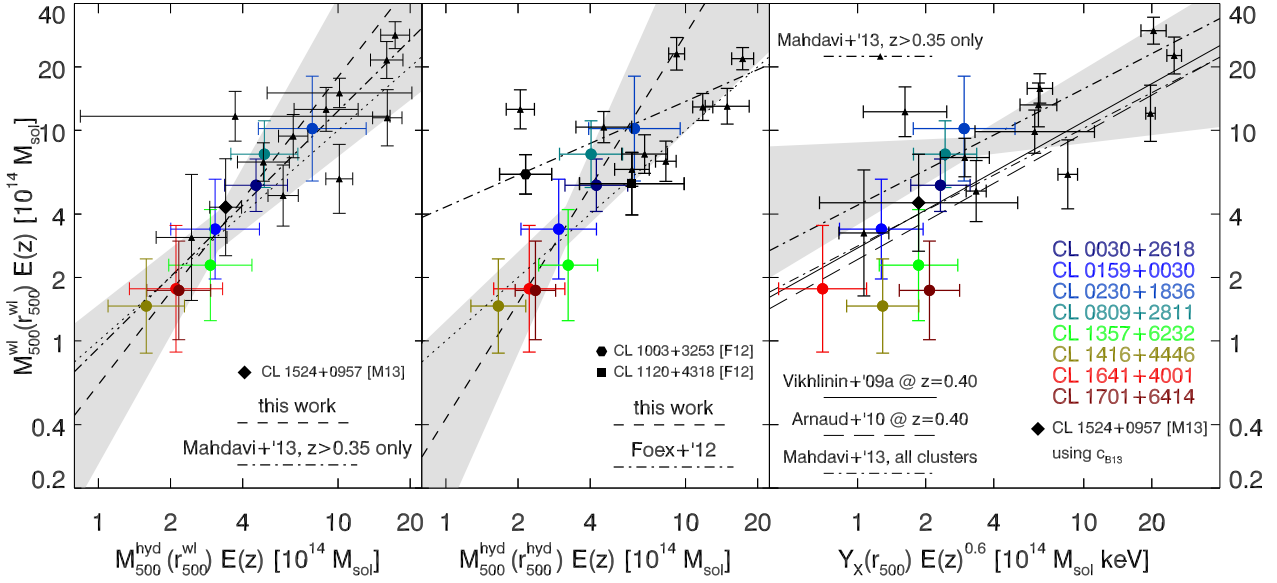 40
20
10
4
2
1
0.4
0.2
M^wl_500(r^wl_500) E(z) [10^14 M_sol]
◆ CL 1524+0957 [M13]
this work
Mahdavi+'13, z>0.35 only
1 2 4 10 20
M^hyd_500(r^wl_500) E(z) [10^14 M_sol]
CL 1003+3253 [F12]
CL 1120+4318 [F12]
this work
Foex+'12
1 2 4 10 20
M^hyd_500(r^hyd_500) E(z) [10^14 M_sol]
Mahdavi+'13, z>0.35 only
CL 0030+2618
CL 0159+0030
CL 0230+1836
CL 0809+2811
CL 1357+6232
CL 1416+4446
CL 1641+4001
CL 1701+6414
◆ CL 1524+0957 [M13]
using c_B13
Vikhlinin+'09a @ z=0.40
Arnaud+'10 @ z=0.40
Mahdavi+'13, all clusters
1 2 4 10 20
Y_X(r_500) E(z)^0.6 [10^14 M_sol keV]
40
20
10
4
2
1
0.4
0.2